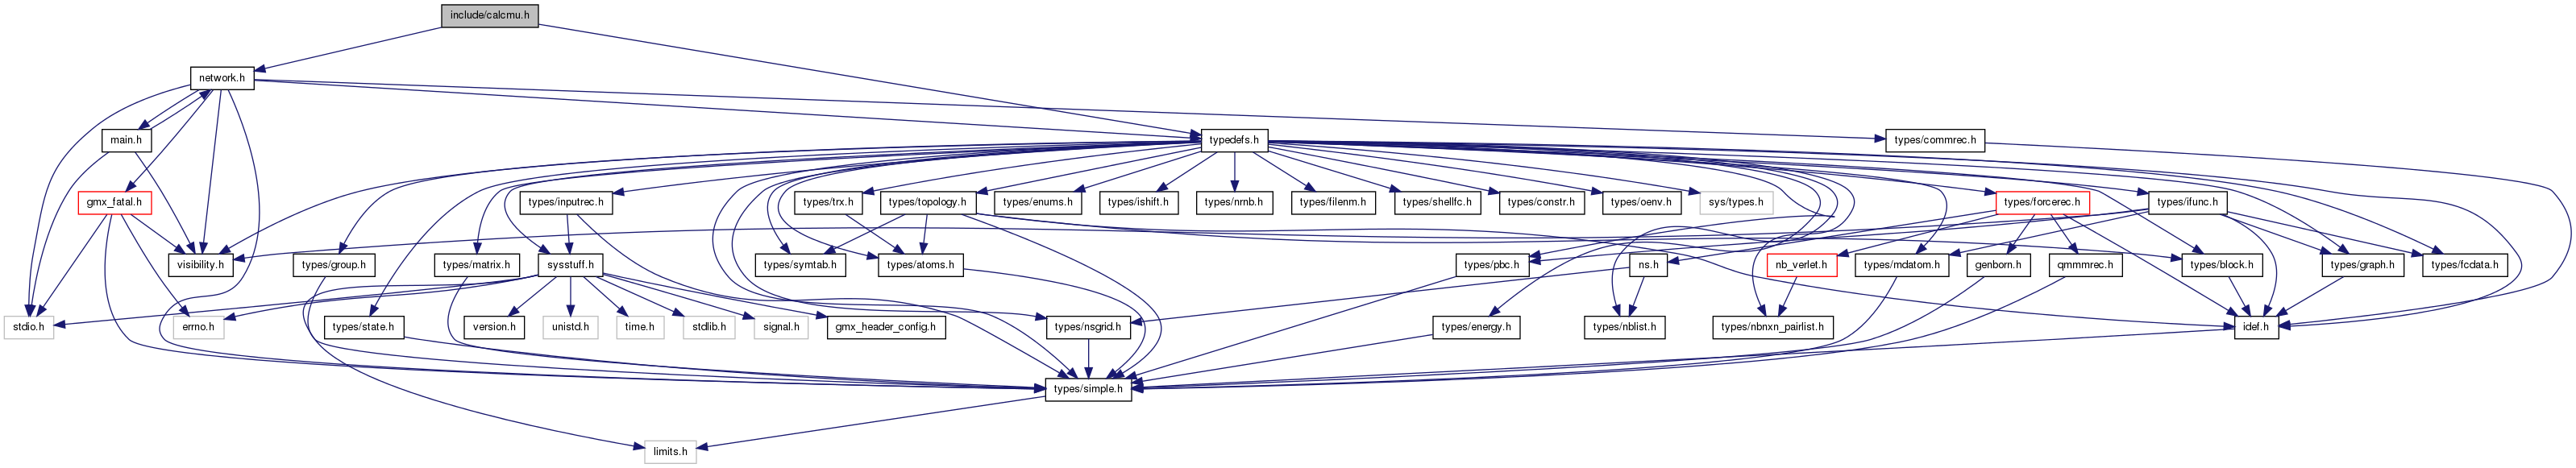 include/calcmu.h
network.h
main.h
typedefs.h
types/commrec.h
gmx_fatal.h
types/inputrec.h
types/trx.h
types/topology.h
types/enums.h
types/ishift.h
types/nrnb.h
types/filenm.h
types/shellfc.h
types/constr.h
types/oenv.h
sys/types.h
types/forcerec.h
types/ifunc.h
visibility.h
types/group.h
types/matrix.h
sysstuff.h
types/symtab.h
types/atoms.h
types/pbc.h
ns.h
nb_verlet.h
types/mdatom.h
genborn.h
qmmmrec.h
types/block.h
types/graph.h
types/fcdata.h
stdio.h
errno.h
types/state.h
version.h
unistd.h
time.h
stdlib.h
signal.h
gmx_header_config.h
types/nsgrid.h
types/energy.h
types/nblist.h
types/nbnxn_pairlist.h
idef.h
types/simple.h
limits.h